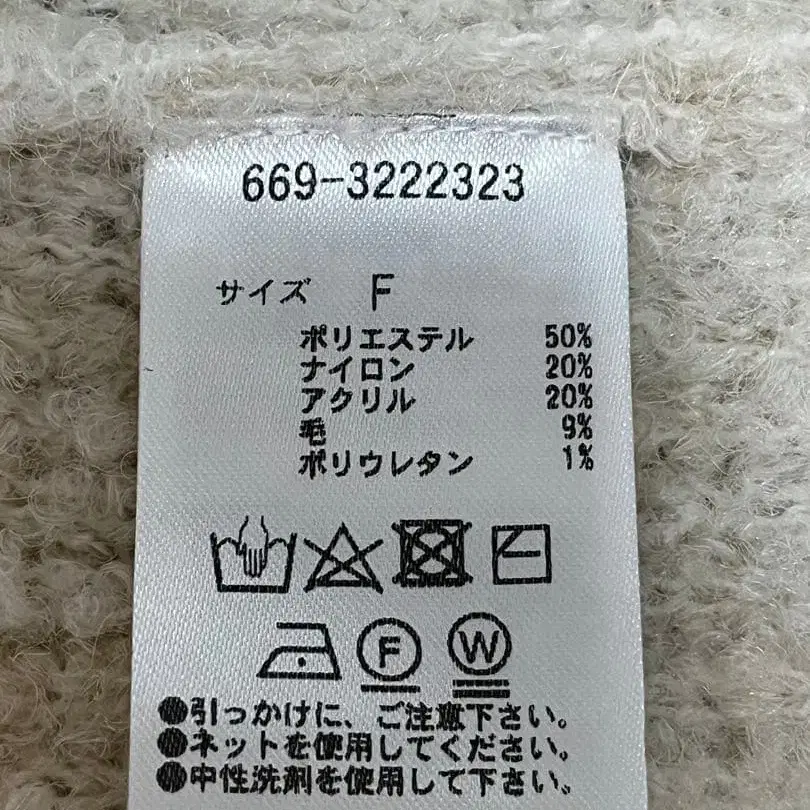 669-3222323
サイズ F
ポリエステル 50%
ナイロン 20%
アクリル 20%
毛 9%
ポリウレタン 1%
F W
●引っかけに、ご注意下さい。
●ネットを使用してください。
●中性洗剤を使用して下さい。